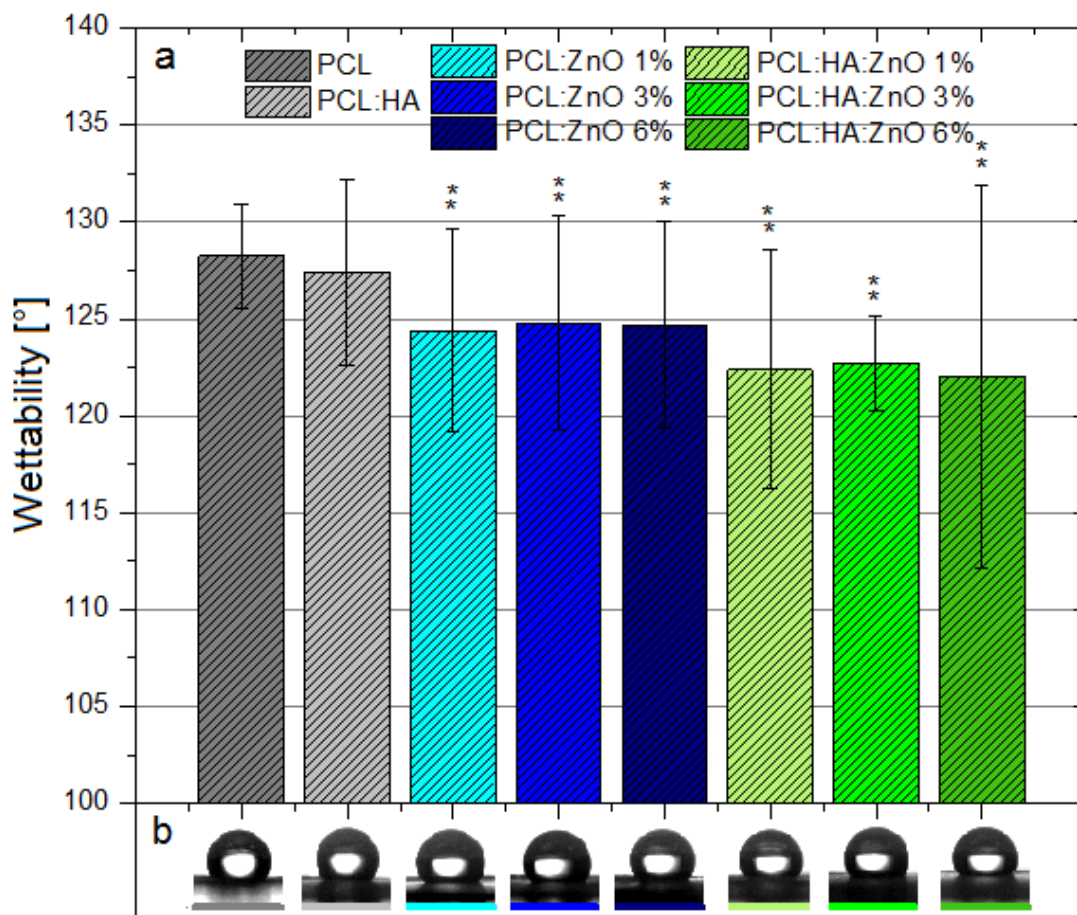 a
PCL
PCL:HA
PCL:ZnO 1%
PCL:ZnO 3%
PCL:ZnO 6%
PCL:HA:ZnO 1%
PCL:HA:ZnO 3%
PCL:HA:ZnO 6%
Wettability [°]
140
135
130
125
120
115
110
105
100
**
**
**
**
**
**
b